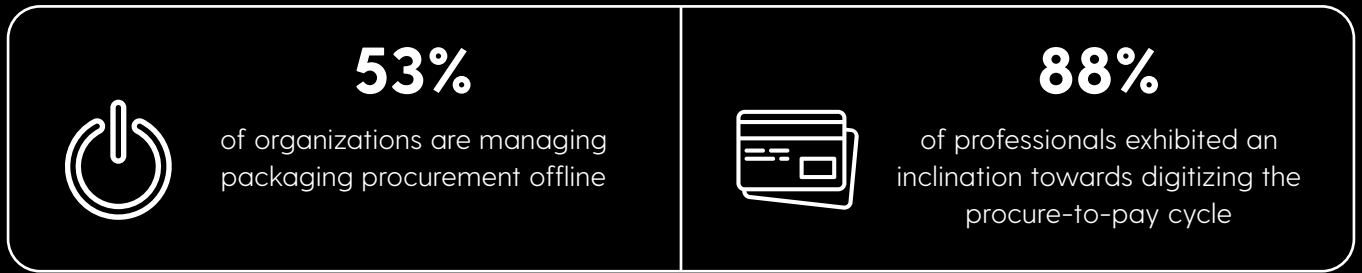 53%
of organizations are managing
packaging procurement offline
88%
of professionals exhibited an
inclination towards digitizing the
procure-to-pay cycle